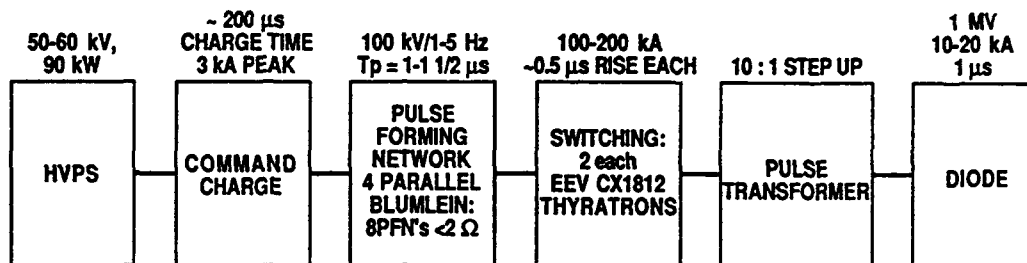 50-60 kV,
90 kW
HVPS
~ 200 μs
CHARGE TIME
3 kA PEAK
COMMAND
CHARGE
100 kV/1-5 Hz
Tp = 1-1 1/2 μs
PULSE
FORMING
NETWORK
4 PARALLEL
BLUMLEIN:
8PFN's <2 Ω
100-200 kA
~0.5 μs RISE EACH
SWITCHING:
2 each
EEV CX1812
THYRATRONS
10 : 1 STEP UP
PULSE
TRANSFORMER
1 MV
10-20 kA
1 μs
DIODE